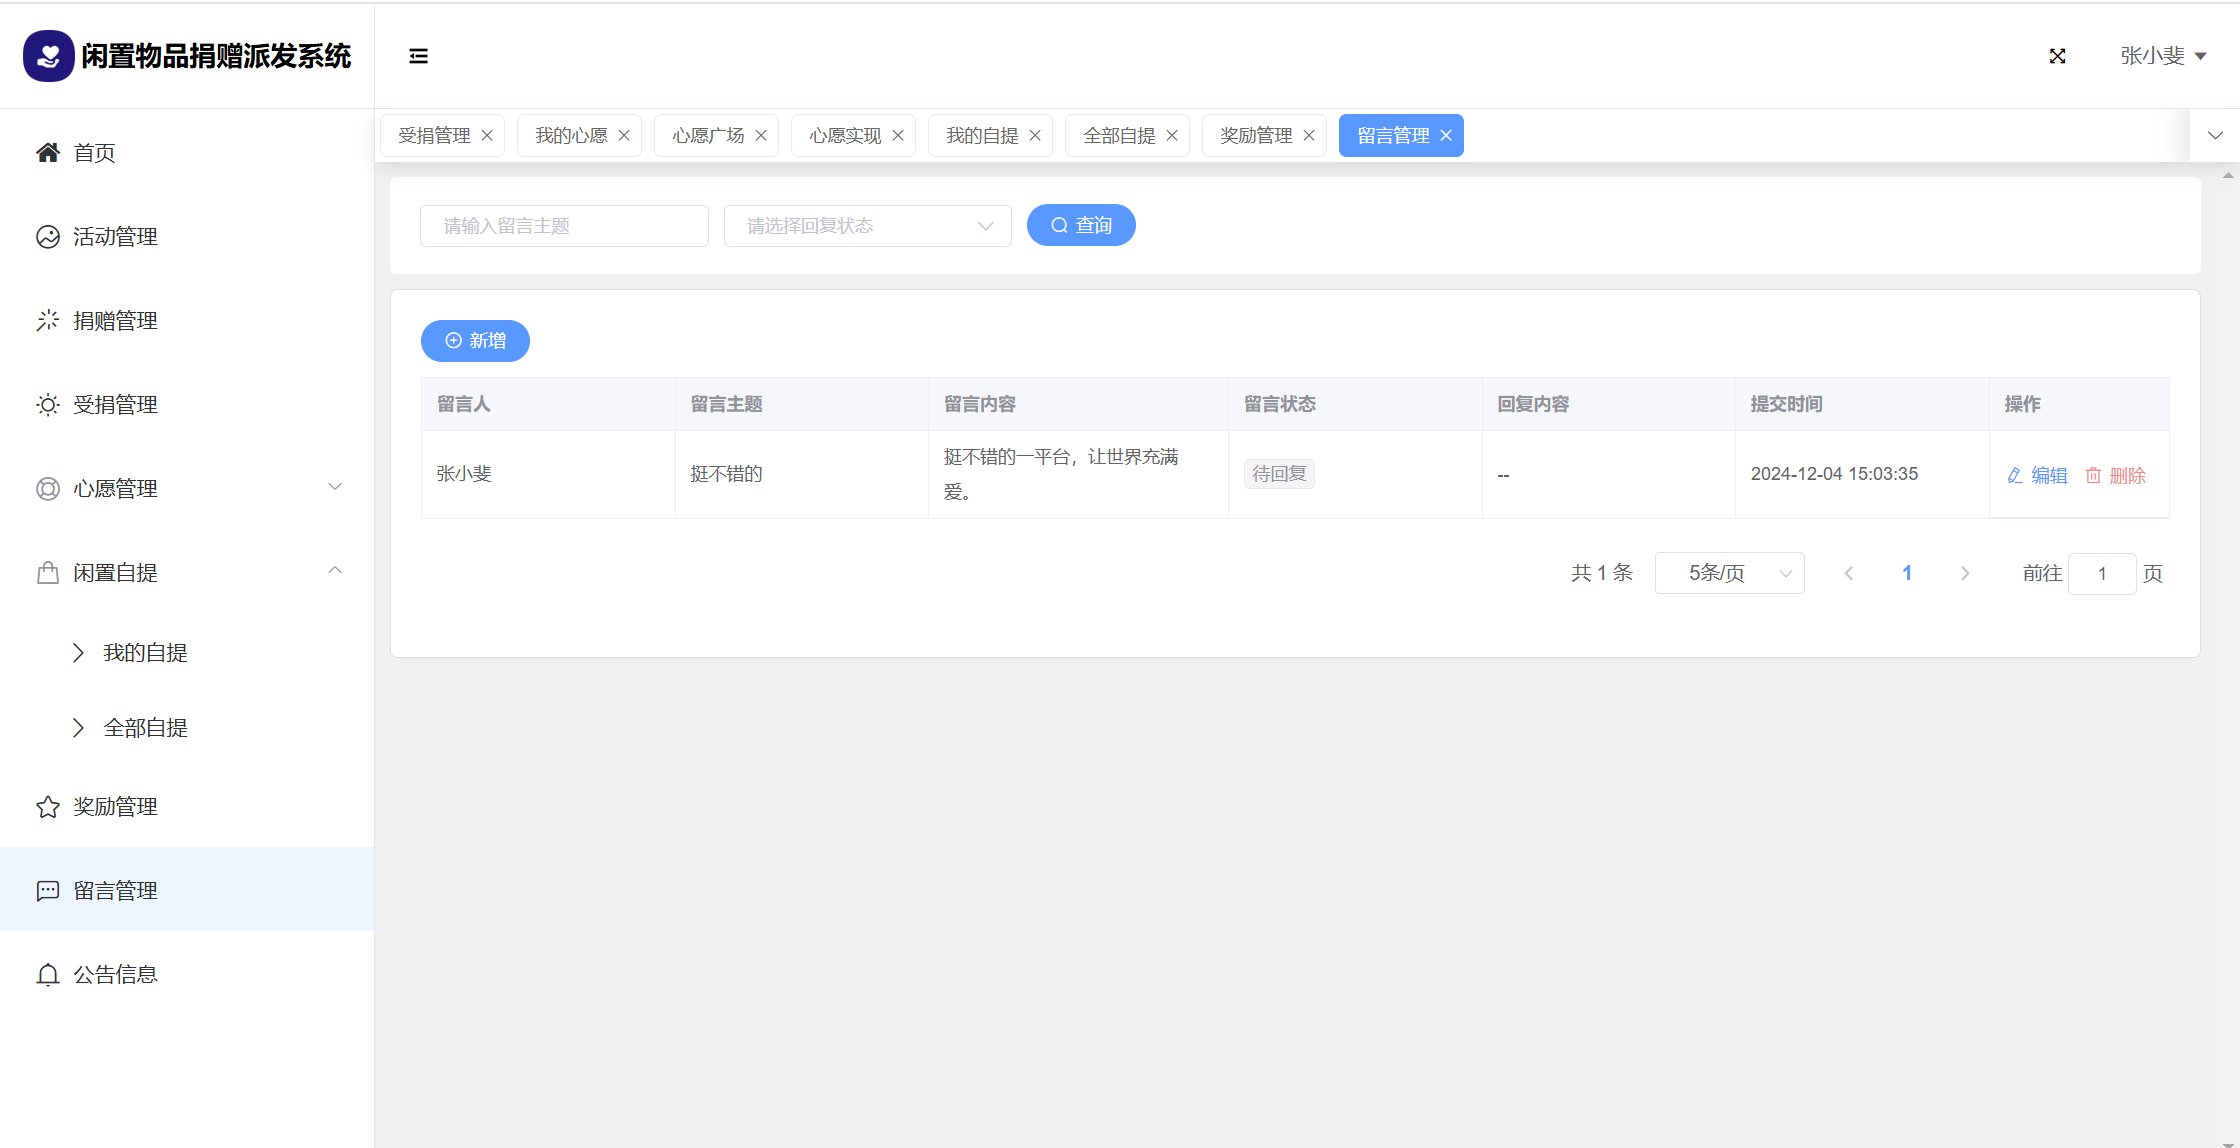 闲置物品捐赠派发系统
张小斐
首页
活动管理
捐赠管理
受捐管理
心愿管理
闲置自提
我的自提
全部自提
奖励管理
留言管理
公告信息
受捐管理 我的心愿 心愿广场 心愿实现 我的自提 全部自提 奖励管理 留言管理
请输入留言主题 请选择回复状态 查询
新增
留言人 留言主题 留言内容 留言状态 回复内容 提交时间 操作
张小斐 挺不错的 挺不错的一平台，让世界充满
爱。 待回复 -- 2024-12-04 15:03:35 编辑 删除
共 1 条 5条/页 1 前往 1 页